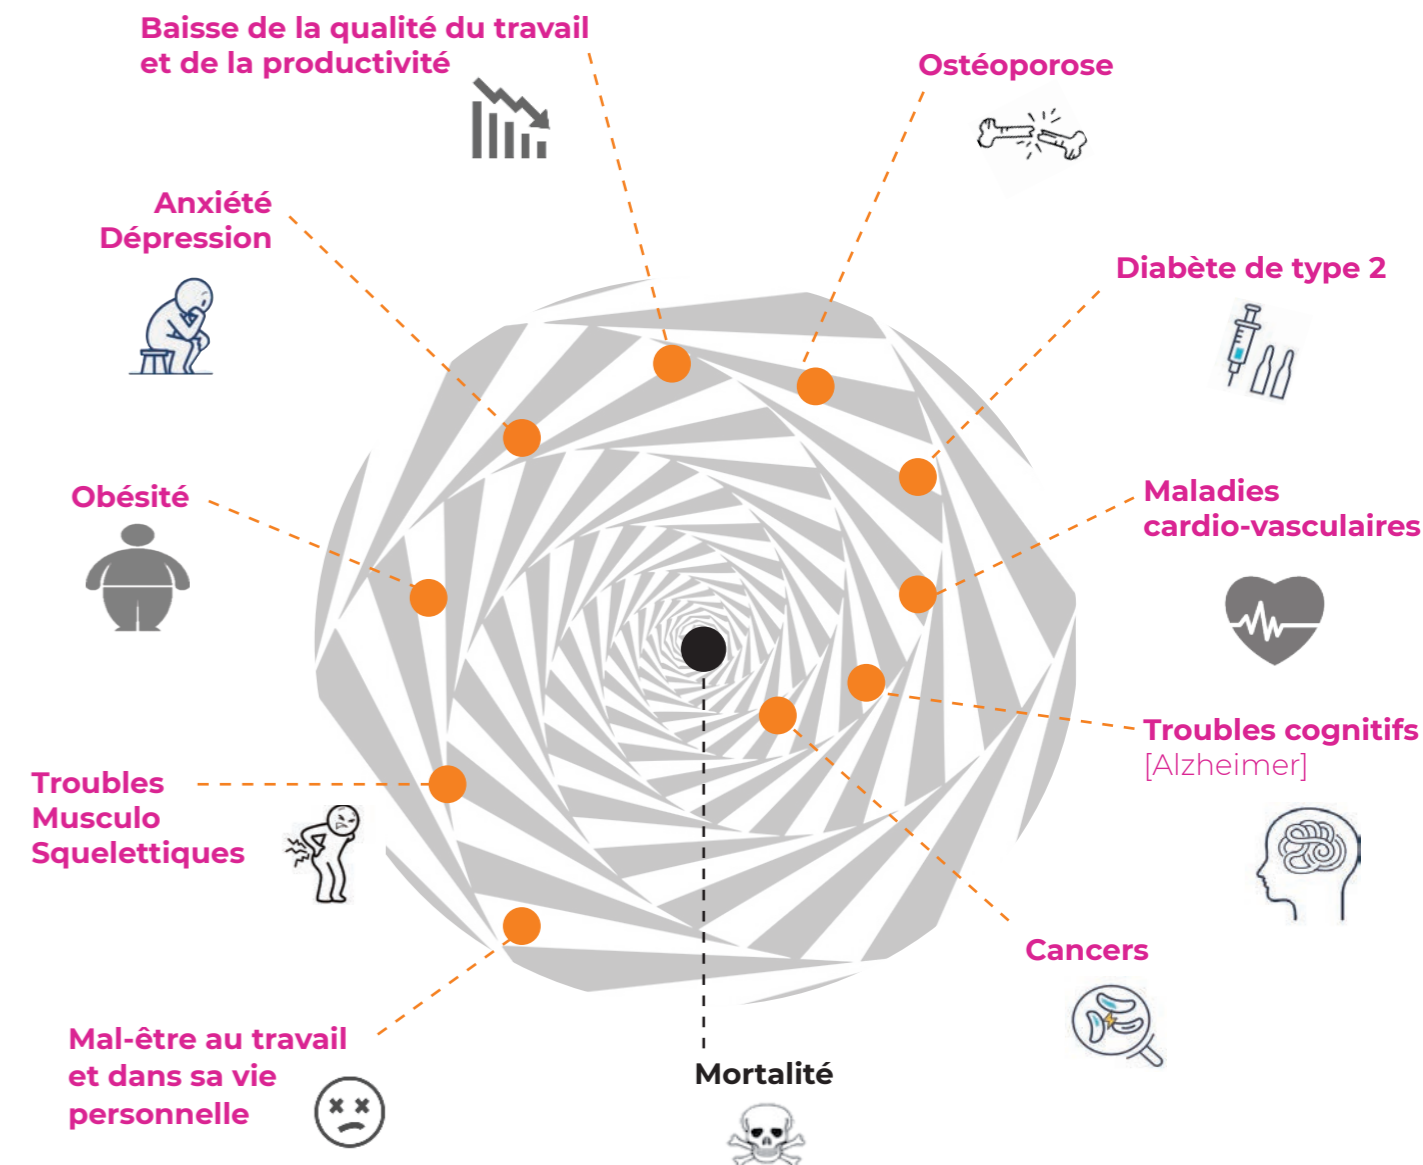 Baisse de la qualité du travail
et de la productivité
Ostéoporose
Anxiété
Dépression
Diabète de type 2
Obésité
Maladies
cardio-vasculaires
Troubles cognitifs
[Alzheimer]
Troubles
Musculo
Squelettiques
Cancers
Mal-être au travail
et dans sa vie
personnelle
Mortalité